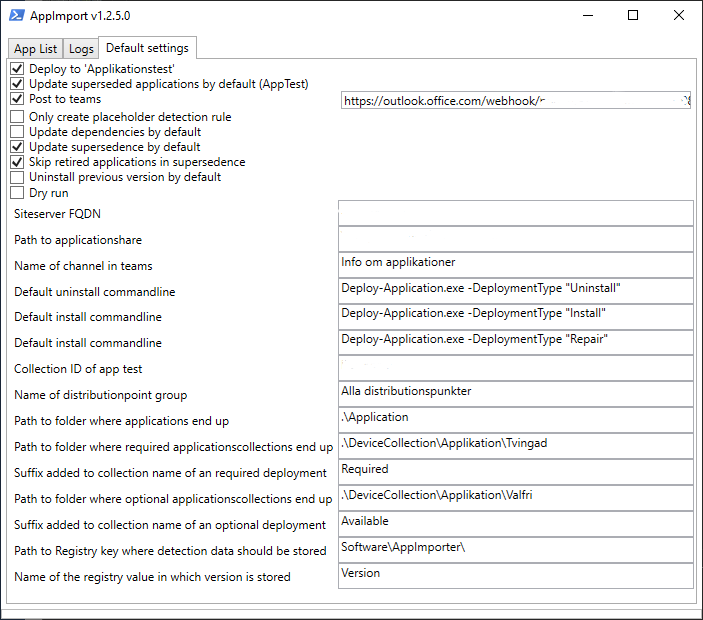 AppImport v1.2.5.0
App List Logs Default settings
Deploy to 'Applikationstest'
Update superseded applications by default (AppTest)
Post to teams https://outlook.office.com/webhook/
Only create placeholder detection rule
Update dependencies by default
Update supersedence by default
Skip retired applications in supersedence
Uninstall previous version by default
Dry run
Siteserver FQDN
Path to applicationshare
Name of channel in teams Info om applikationer
Default uninstall commandline Deploy-Application.exe -DeploymentType "Uninstall"
Default install commandline Deploy-Application.exe -DeploymentType "Install"
Default install commandline Deploy-Application.exe -DeploymentType "Repair"
Collection ID of app test
Name of distributionpoint group Alla distributionspunkter
Path to folder where applications end up .\Application
Path to folder where required applicationscollections end up .\DeviceCollection\Applikation\Tvingad
Suffix added to collection name of an required deployment Required
Path to folder where optional applicationscollections end up .\DeviceCollection\Applikation\Valfri
Suffix added to collection name of an optional deployment Available
Path to Registry key where detection data should be stored Software\AppImporter\
Name of the registry value in which version is stored Version